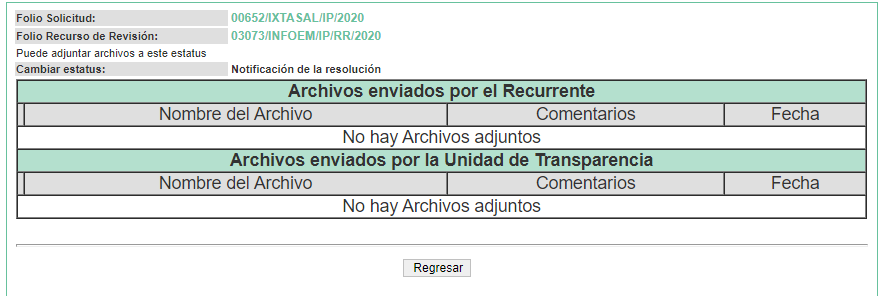 Folio Solicitud: 00652/IXTASAL/IP/2020
Folio Recurso de Revisión: 03073/INFOEM/IP/RR/2020
Puede adjuntar archivos a este estatus
Cambiar estatus: Notificación de la resolución
Archivos enviados por el Recurrente
Nombre del Archivo Comentarios Fecha
No hay Archivos adjuntos
Archivos enviados por la Unidad de Transparencia
Nombre del Archivo Comentarios Fecha
No hay Archivos adjuntos
Regresar